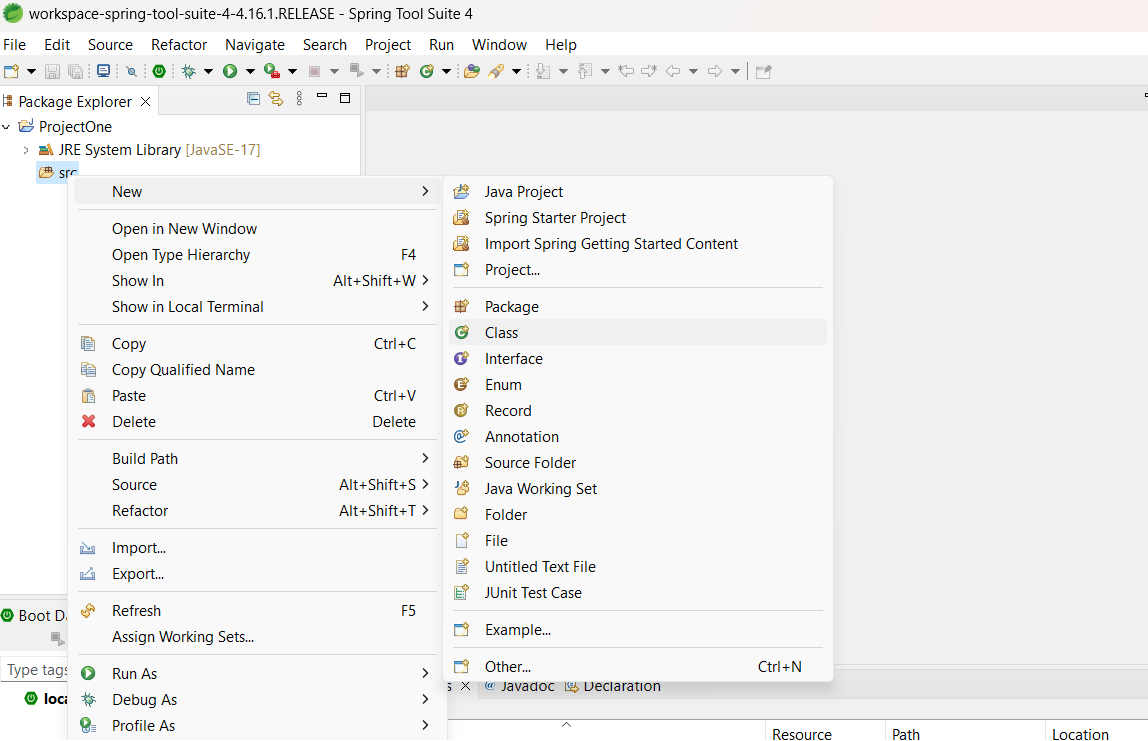 workspace-spring-tool-suite-4-4.16.1.RELEASE - Spring Tool Suite 4
File Edit Source Refactor Navigate Search Project Run Window Help
Package Explorer
ProjectOne
JRE System Library [JavaSE-17]
src
New
Open in New Window
Open Type Hierarchy F4
Show In Alt+Shift+W
Show in Local Terminal
Copy Ctrl+C
Copy Qualified Name
Paste Ctrl+V
Delete Delete
Build Path
Source Alt+Shift+S
Refactor Alt+Shift+T
Import...
Export...
Refresh F5
Assign Working Sets...
Run As
Debug As
Profile As
Java Project
Spring Starter Project
Import Spring Getting Started Content
Project...
Package
Class
Interface
Enum
Record
Annotation
Source Folder
Java Working Set
Folder
File
Untitled Text File
JUnit Test Case
Example...
Other... Ctrl+N
Boot Da
Type tags
loca
Javadoc Declaration
Resource Path Location